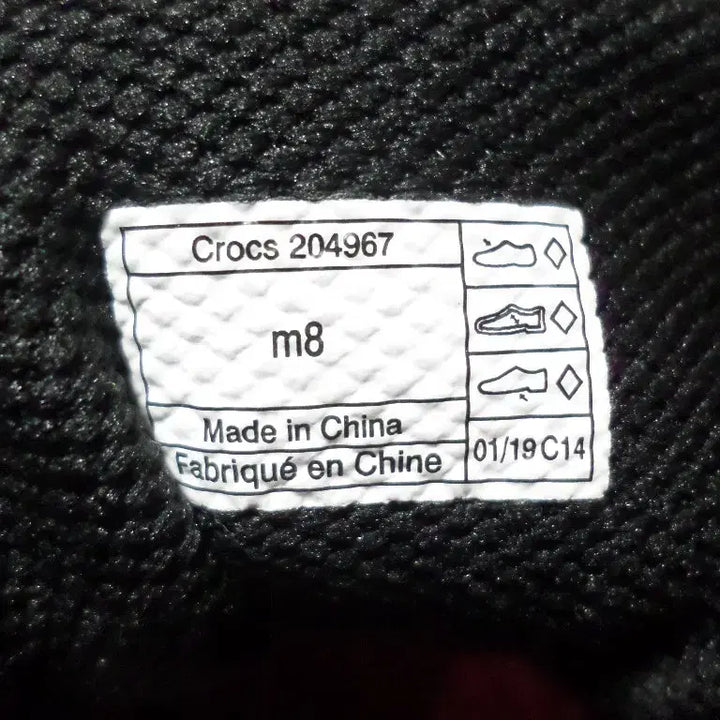 Crocs 204967
m8
Made in China
Fabriqué en Chine
01/19 C14